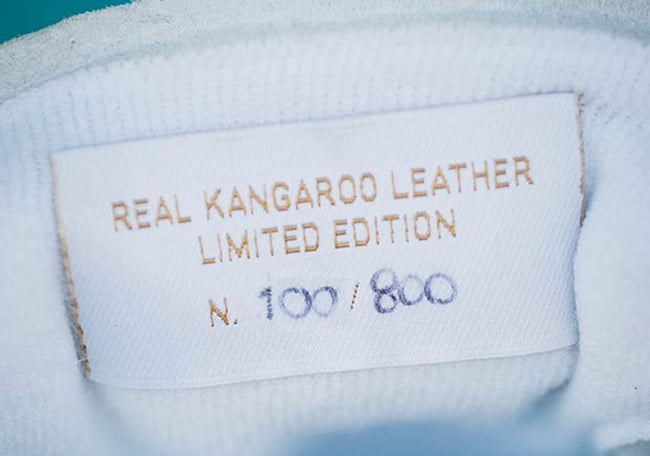 REAL KANGAROO LEATHER
LIMITED EDITION
N. 100/800